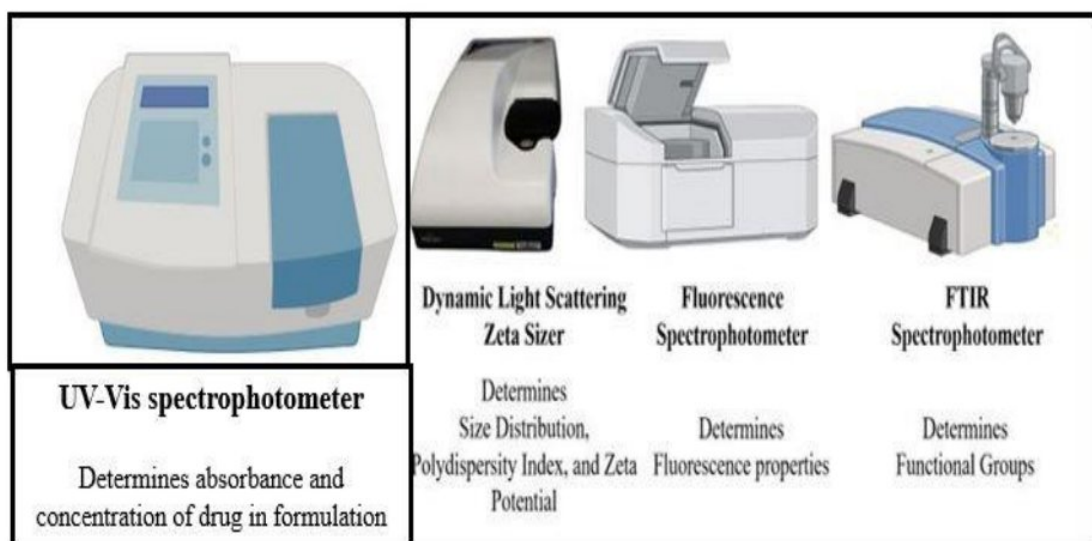 UV-Vis spectrophotometer
Determines absorbance and
concentration of drug in formulation
Dynamic Light Scattering
Zeta Sizer
Determines
Size Distribution,
Polydispersity Index, and Zeta
Potential
Fluorescence
Spectrophotometer
Determines
Fluorescence properties
FTIR
Spectrophotometer
Determines
Functional Groups